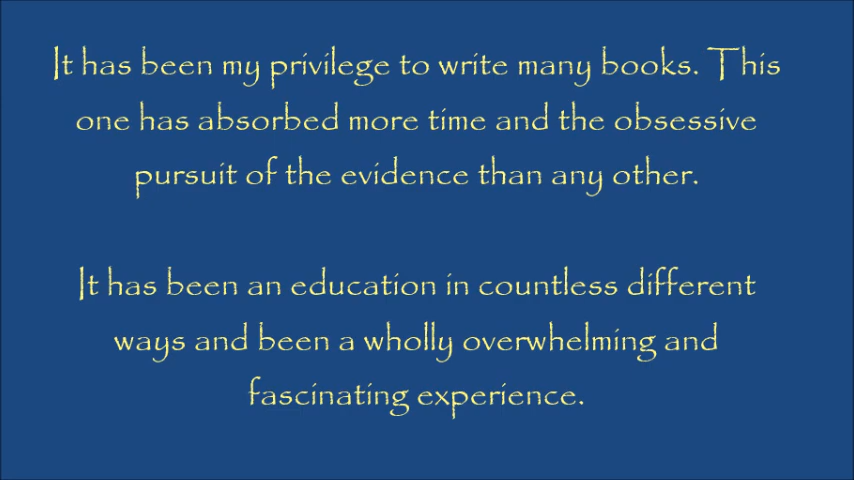 It has been my privilege to write many books. This
one has absorbed more time and the obsessive
pursuit of the evidence than any other.
It has been an education in countless different
ways and been a wholly overwhelming and
fascinating experience.